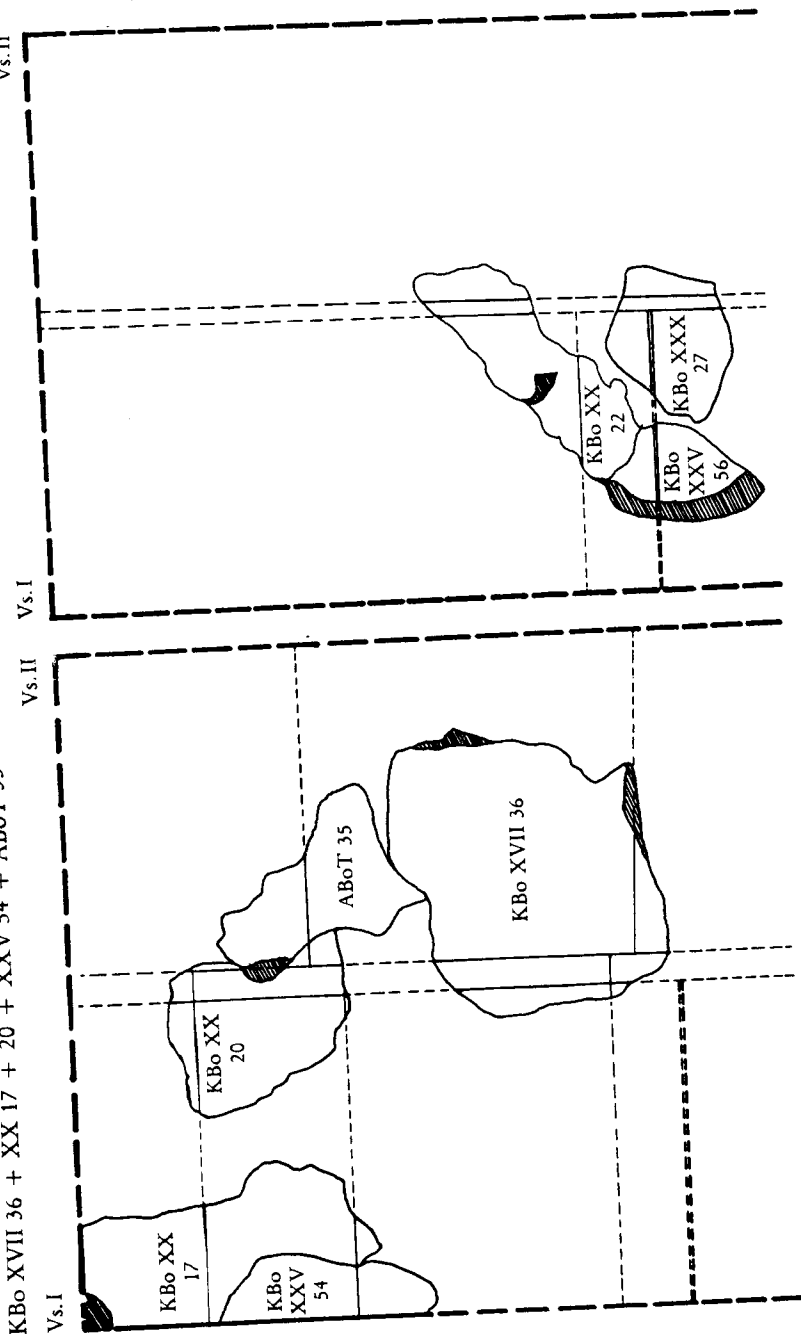 KBo XVII 36 + XX 17 + 20 + XXV 54 + ABoT 35
Vs.I
Vs.II
KBo XX
17
KBo
XXV
54
KBo XX
20
ABoT 35
KBo XVII 36
Vs.I
Vs.II
KBo XX
22
KBo
XXV
56
KBo XXX
27